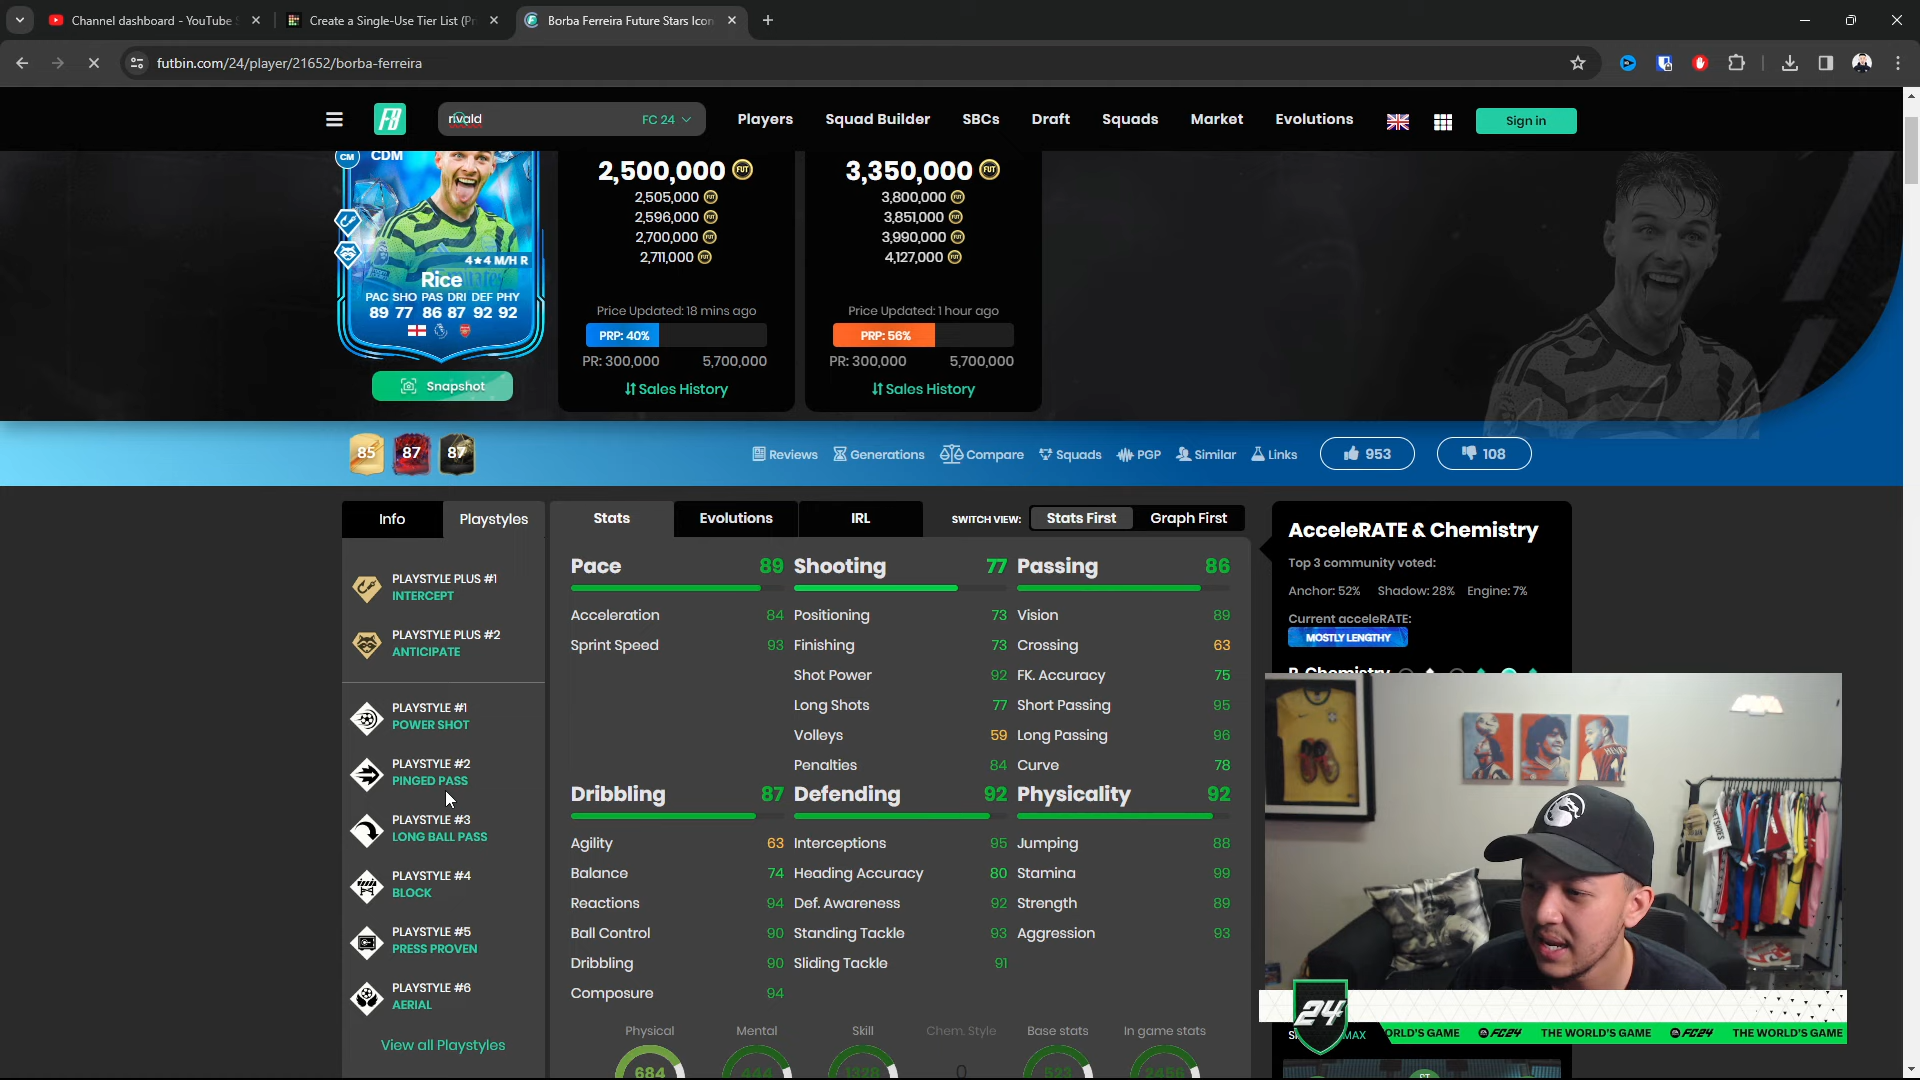 Channel dashboard - YouTube S
Create a Single-Use Tier List (Pr
Borba Ferreira Future Stars Icon
futbin.com/24/player/21652/borba-ferreira
rivald
FC 24
Players
Squad Builder
SBCs
Draft
Squads
Market
Evolutions
Sign in
CM
CDM
4★4 M/H R
Rice
PAC SHO PAS DRI DEF PHY
89 77 86 87 92 92
Snapshot
2,500,000
2,505,000
2,596,000
2,700,000
2,711,000
Price Updated: 18 mins ago
PRP: 40%
PR: 300,000 5,700,000
Sales History
3,350,000
3,800,000
3,851,000
3,990,000
4,127,000
Price Updated: 1 hour ago
PRP: 56%
PR: 300,000 5,700,000
Sales History
85 87 87
Reviews
Generations
Compare
Squads
PGP
Similar
Links
953
108
Info
Playstyles
PLAYSTYLE PLUS #1
INTERCEPT
PLAYSTYLE PLUS #2
ANTICIPATE
PLAYSTYLE #1
POWER SHOT
PLAYSTYLE #2
PINGED PASS
PLAYSTYLE #3
LONG BALL PASS
PLAYSTYLE #4
BLOCK
PLAYSTYLE #5
PRESS PROVEN
PLAYSTYLE #6
AERIAL
View all Playstyles
Stats
Evolutions
IRL
SWITCH VIEW:
Stats First
Graph First
Pace 89
Acceleration 84
Sprint Speed 93
Shooting 77
Positioning 73
Finishing 73
Shot Power 92
Long Shots 77
Volleys 59
Penalties 84
Passing 86
Vision 89
Crossing 63
FK. Accuracy 75
Short Passing 95
Long Passing 96
Curve 78
Dribbling 87
Agility 63
Balance 74
Reactions 94
Ball Control 90
Dribbling 90
Composure 94
Defending 92
Interceptions 95
Heading Accuracy 80
Def. Awareness 92
Standing Tackle 93
Sliding Tackle 91
Physicality 92
Jumping 88
Stamina 99
Strength 89
Aggression 93
Physical
684
Mental
444
Skill
1328
Chem. Style
0
Base stats
523
In game stats
2456
AcceleRATE & Chemistry
Top 3 community voted:
Anchor: 52% Shadow: 28% Engine: 7%
Current acceleRATE:
MOSTLY LENGTHY
HENRY
24
MAX
ORLD'S GAME
FC24
THE WORLD'S GAME
FC24
THE WORLD'S GAME
ST